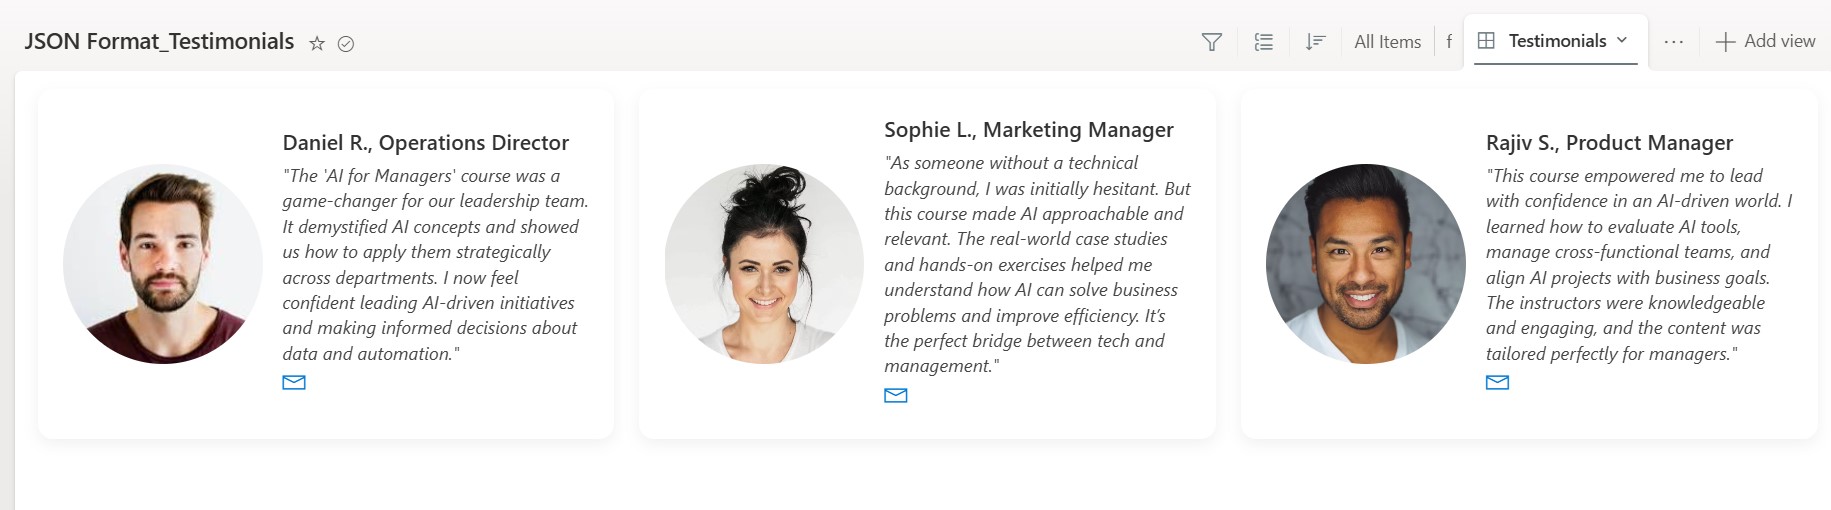 JSON Format_Testimonials
All Items
f
Testimonials
Add view
Daniel R., Operations Director
"The 'AI for Managers' course was a
game-changer for our leadership team.
It demystified AI concepts and showed
us how to apply them strategically
across departments. I now feel
confident leading AI-driven initiatives
and making informed decisions about
data and automation."
Sophie L., Marketing Manager
"As someone without a technical
background, I was initially hesitant. But
this course made AI approachable and
relevant. The real-world case studies
and hands-on exercises helped me
understand how AI can solve business
problems and improve efficiency. It’s
the perfect bridge between tech and
management."
Rajiv S., Product Manager
"This course empowered me to lead
with confidence in an AI-driven world. I
learned how to evaluate AI tools,
manage cross-functional teams, and
align AI projects with business goals.
The instructors were knowledgeable
and engaging, and the content was
tailored perfectly for managers."